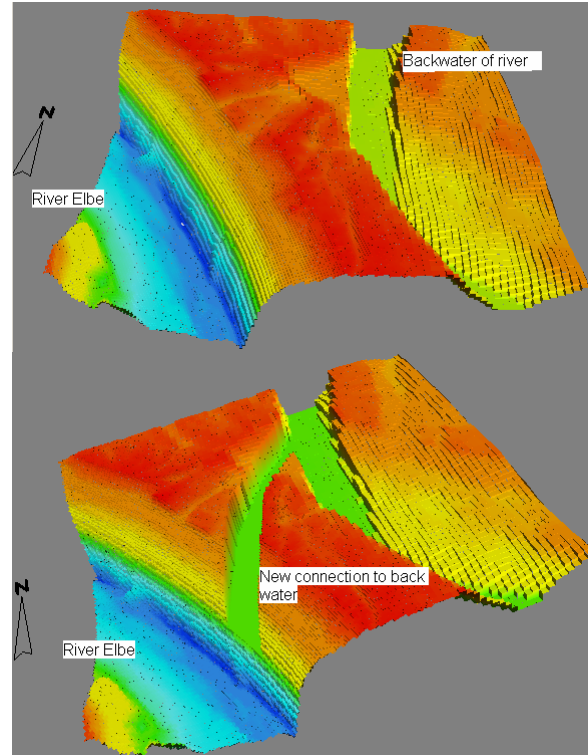 Backwater of river
N
River Elbe
New connection to back
water
N
River Elbe